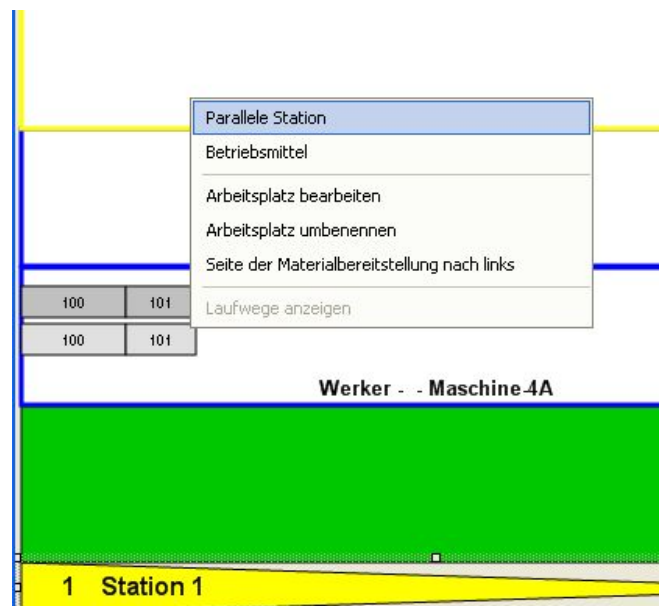 Parallele Station
Betriebsmittel
Arbeitsplatz bearbeiten
Arbeitsplatz umbenennen
Seite der Materialbereitstellung nach links
Laufwege anzeigen
100 101
100 101
Werker - - Maschine-4A
1 Station 1